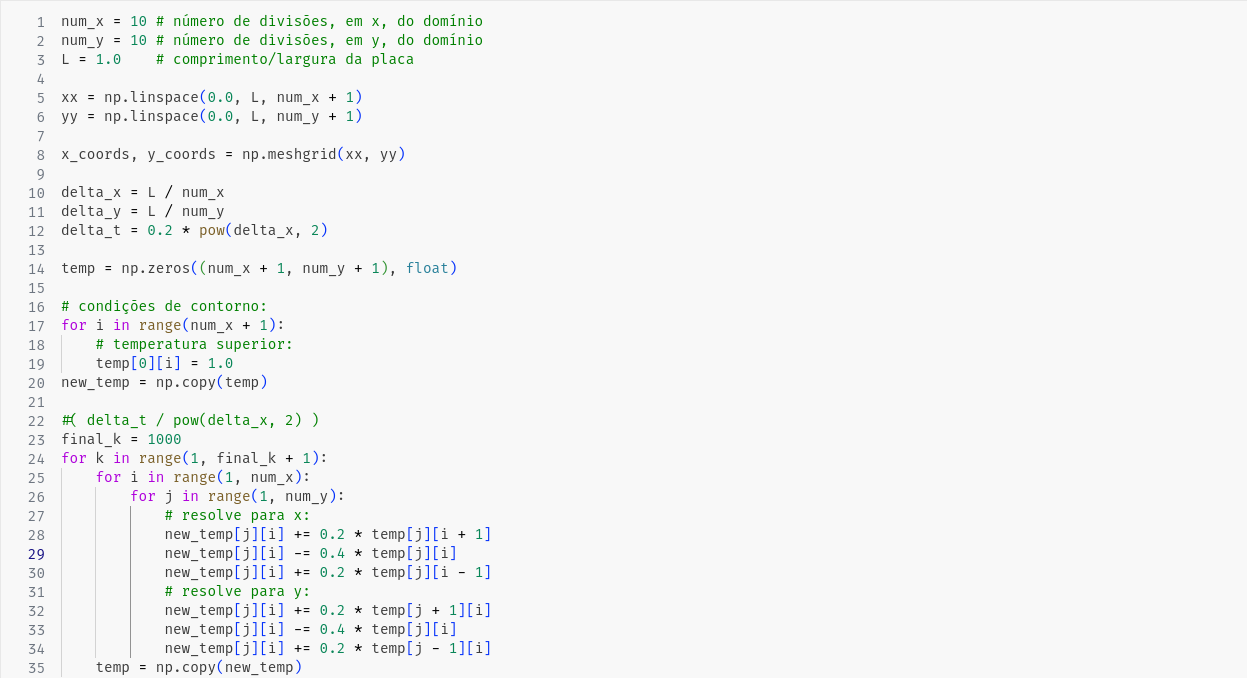 1 num_x = 10 # número de divisões, em x, do domínio
2 num_y = 10 # número de divisões, em y, do domínio
3 L = 1.0    # comprimento/largura da placa
4
5 xx = np.linspace(0.0, L, num_x + 1)
6 yy = np.linspace(0.0, L, num_y + 1)
7
8 x_coords, y_coords = np.meshgrid(xx, yy)
9
10 delta_x = L / num_x
11 delta_y = L / num_y
12 delta_t = 0.2 * pow(delta_x, 2)
13
14 temp = np.zeros((num_x + 1, num_y + 1), float)
15
16 # condições de contorno:
17 for i in range(num_x + 1):
18     # temperatura superior:
19     temp[0][i] = 1.0
20 new_temp = np.copy(temp)
21
22 #( delta_t / pow(delta_x, 2) )
23 final_k = 1000
24 for k in range(1, final_k + 1):
25     for i in range(1, num_x):
26         for j in range(1, num_y):
27             # resolve para x:
28             new_temp[j][i] += 0.2 * temp[j][i + 1]
29             new_temp[j][i] -= 0.4 * temp[j][i]
30             new_temp[j][i] += 0.2 * temp[j][i - 1]
31             # resolve para y:
32             new_temp[j][i] += 0.2 * temp[j + 1][i]
33             new_temp[j][i] -= 0.4 * temp[j][i]
34             new_temp[j][i] += 0.2 * temp[j - 1][i]
35     temp = np.copy(new_temp)